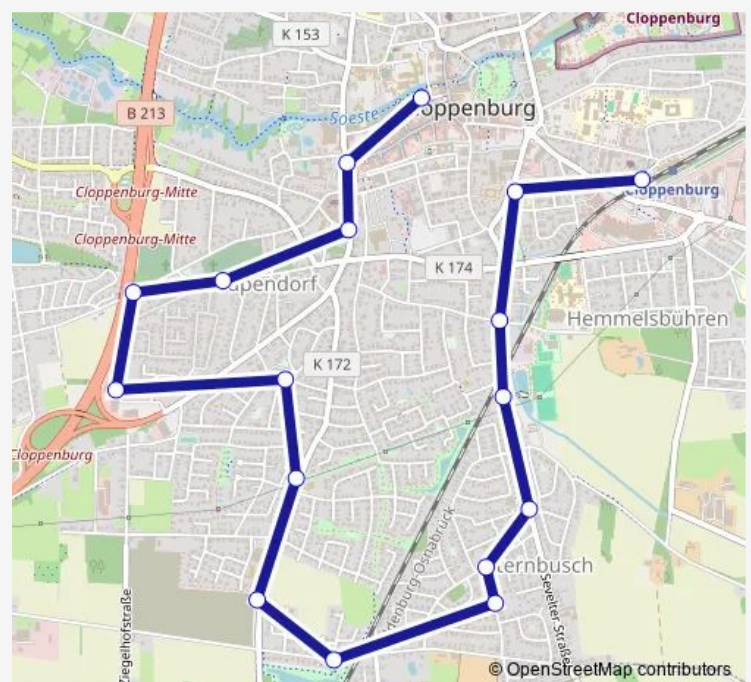 Cloppenburg
K 153
B 213
Soeste
oppenburg
Cloppenburg-Mitte
Cloppenburg
Cloppenburg-Mitte
K 174
apendorf
Hemmelsbühren
K 172
Cloppenburg
denburg-Osnabrück
ernbusch
Ziegelhofstraße
Sevelter Straße
© OpenStreetMap contributors